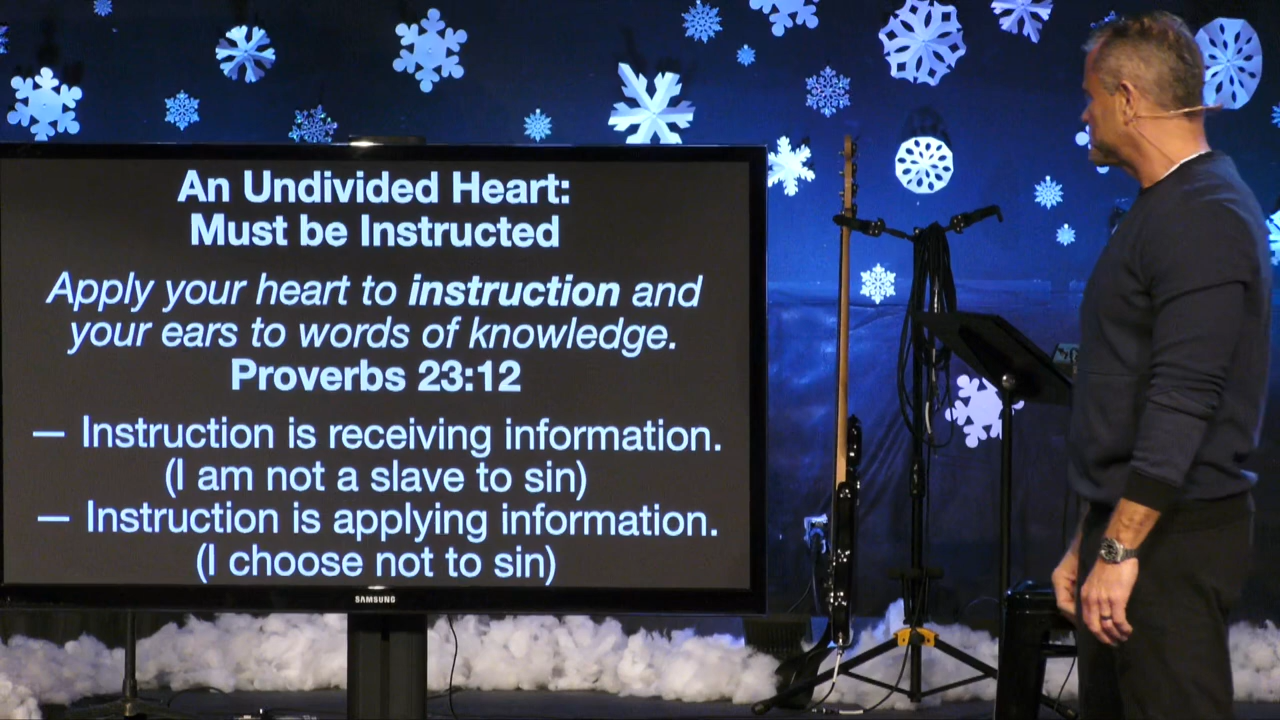 An Undivided Heart:
Must be Instructed
Apply your heart to instruction and
your ears to words of knowledge.
Proverbs 23:12
— Instruction is receiving information.
(I am not a slave to sin)
— Instruction is applying information.
(I choose not to sin)
SAMSUNG